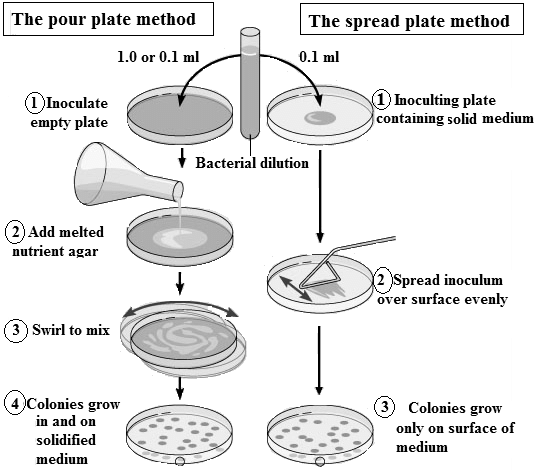 The pour plate method
The spread plate method
1.0 or 0.1 ml
0.1 ml
1 Inoculate
empty plate
1 Inoculting plate
containing solid medium
Bacterial dilution
2 Add melted
nutrient agar
2 Spread inoculum
over surface evenly
3 Swirl to mix
4 Colonies grow
in and on
solidified
medium
3 Colonies grow
only on surface of
medium